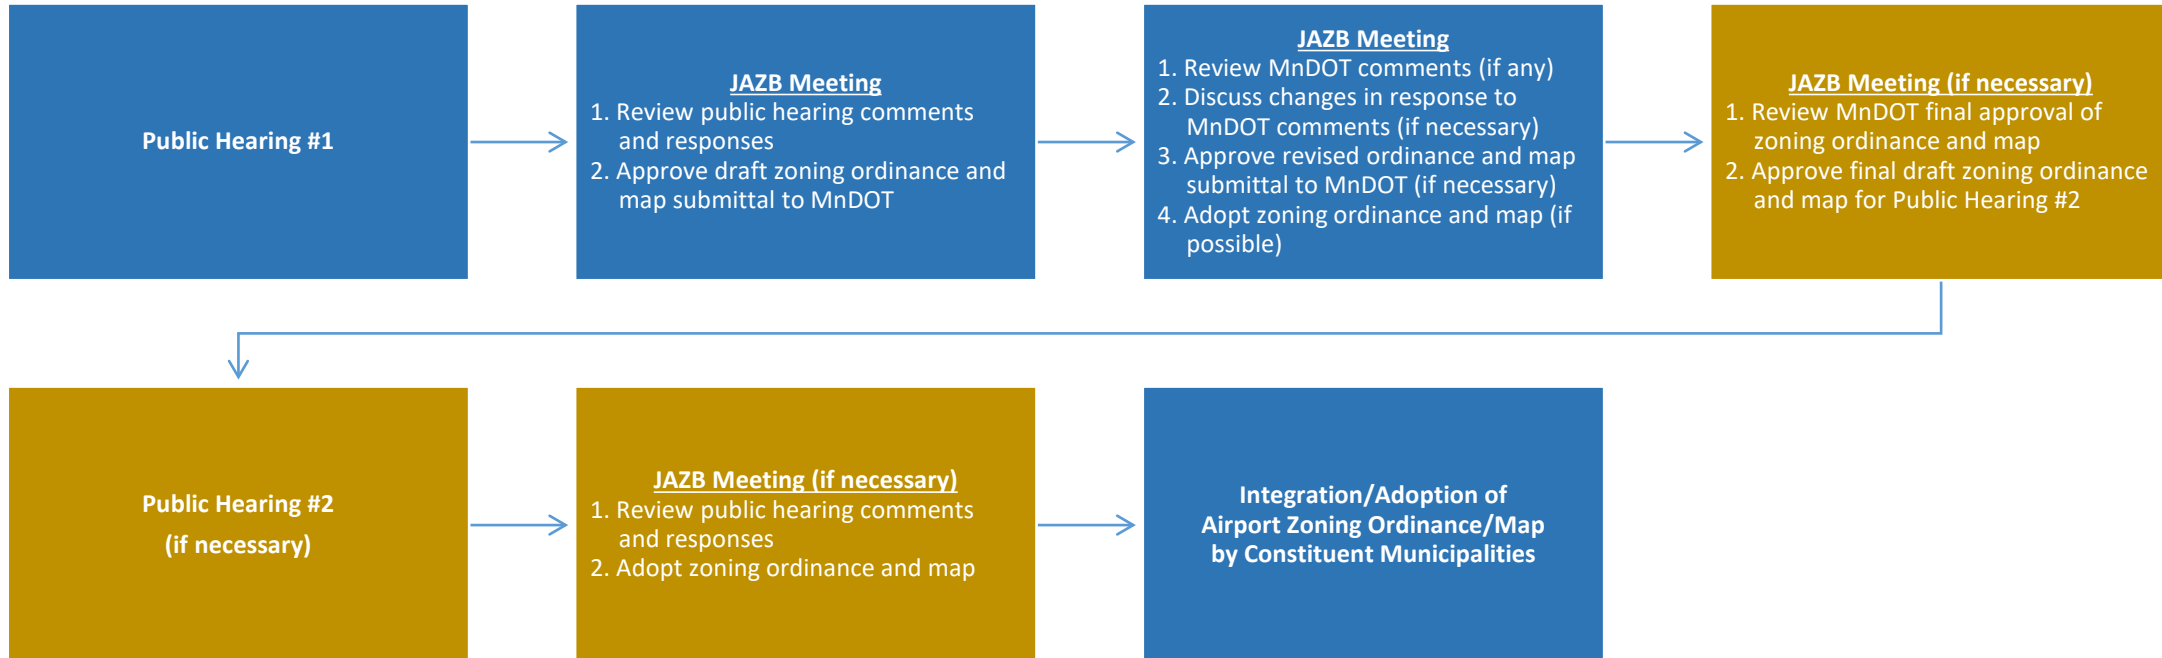 Public Hearing #1
JAZB Meeting
1. Review public hearing comments
and responses
2. Approve draft zoning ordinance and
map submittal to MnDOT
JAZB Meeting
1. Review MnDOT comments (if any)
2. Discuss changes in response to
MnDOT comments (if necessary)
3. Approve revised ordinance and map
submittal to MnDOT (if necessary)
4. Adopt zoning ordinance and map (if
possible)
JAZB Meeting (if necessary)
1. Review MnDOT final approval of
zoning ordinance and map
2. Approve final draft zoning ordinance
and map for Public Hearing #2
Public Hearing #2
(if necessary)
JAZB Meeting (if necessary)
1. Review public hearing comments
and responses
2. Adopt zoning ordinance and map
Integration/Adoption of
Airport Zoning Ordinance/Map
by Constituent Municipalities